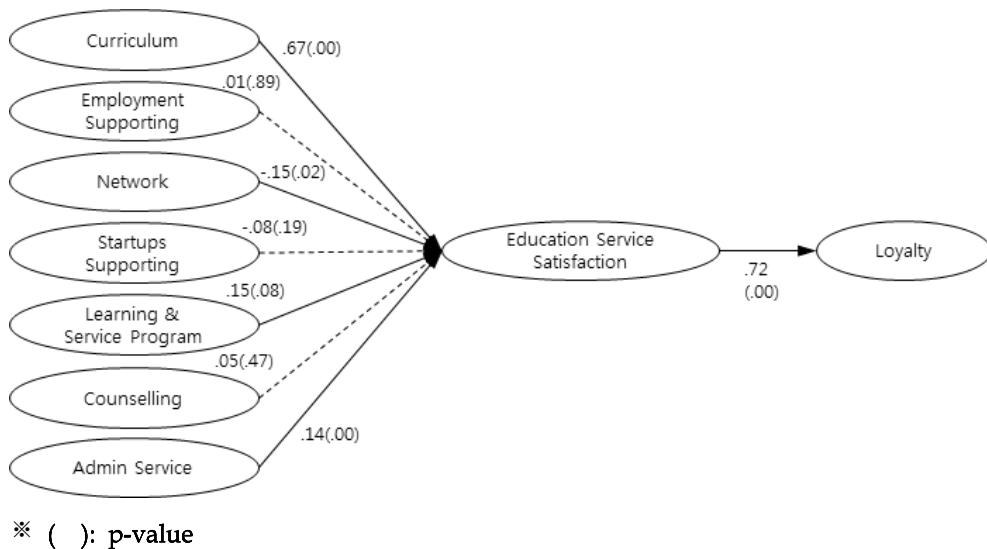 Curriculum
.67(.00)
.01(.89)
Employment
Supporting
Network
-.15(.02)
Startups
Supporting
-.08(.19)
Education Service
Satisfaction
.72
(.00)
Loyalty
.15(.08)
Learning &
Service Program
.05(.47)
Counselling
.14(.00)
Admin Service
※ ( ): p-value